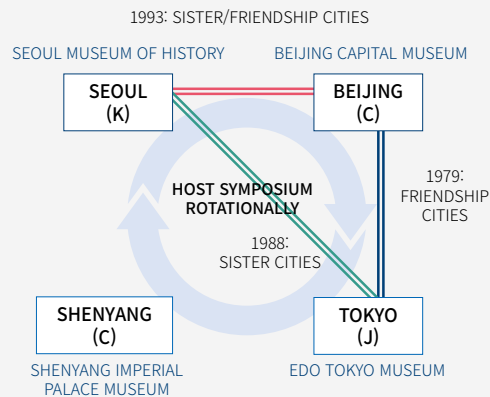 1993: SISTER/FRIENDSHIP CITIES
SEOUL MUSEUM OF HISTORY
BEIJING CAPITAL MUSEUM
SEOUL
(K)
BEIJING
(C)
1979:
FRIENDSHIP
CITIES
HOST SYMPOSIUM
ROTATIONALLY
1988:
SISTER CITIES
SHENYANG
(C)
TOKYO
(J)
SHENYANG IMPERIAL
PALACE MUSEUM
EDO TOKYO MUSEUM